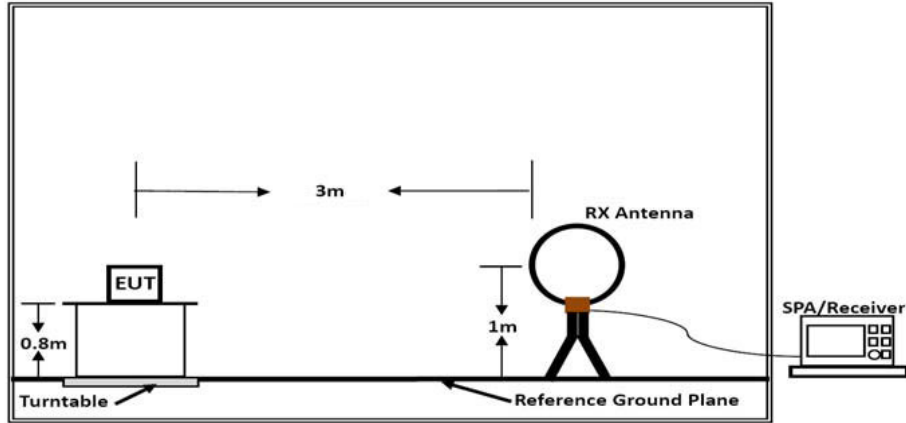 3m
RX Antenna
EUT
SPA/Receiver
0.8m
1m
Turntable
Reference Ground Plane